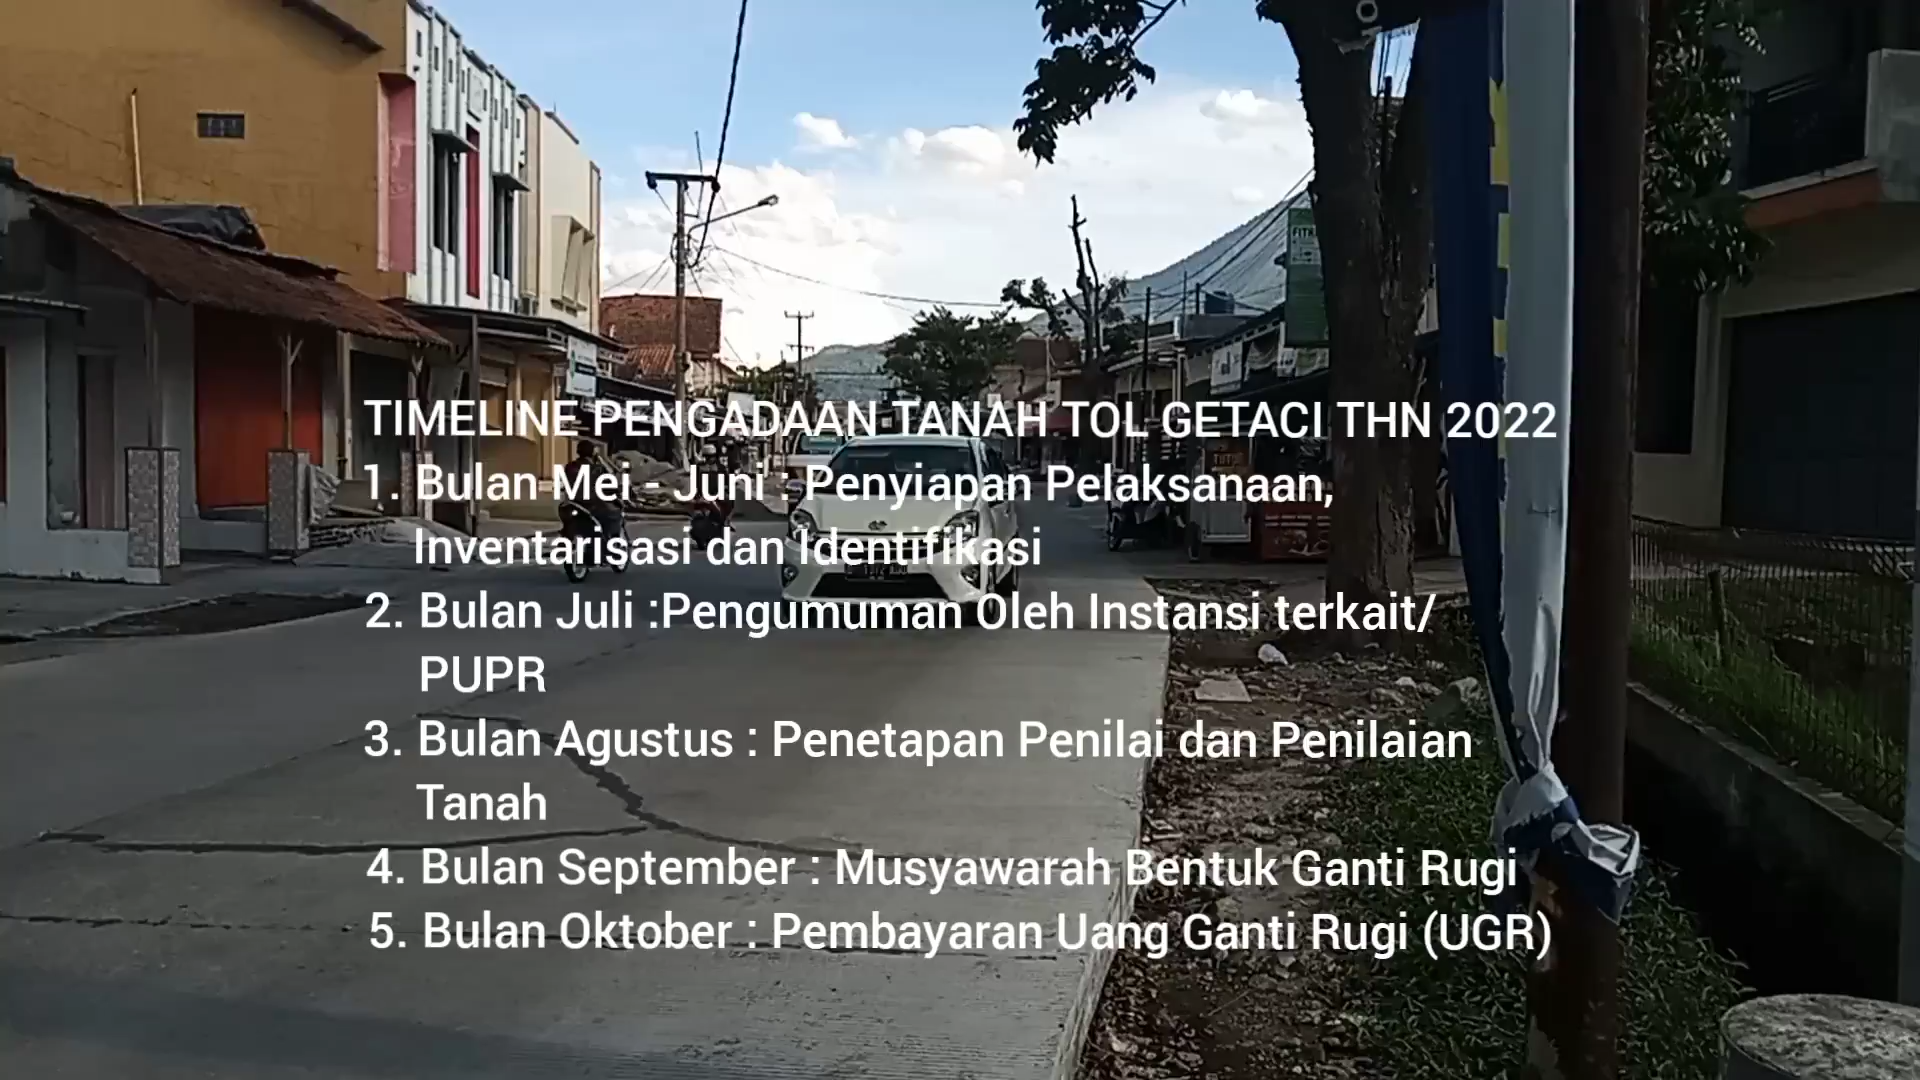 TIMELINE PENGADAAN TANAH TOL GETACI THN 2022
1. Bulan Mei - Juni : Penyiapan Pelaksanaan,
Inventarisasi dan Identifikasi
2. Bulan Juli :Pengumuman Oleh Instansi terkait/
PUPR
3. Bulan Agustus : Penetapan Penilai dan Penilaian
Tanah
4. Bulan September : Musyawarah Bentuk Ganti Rugi
5. Bulan Oktober : Pembayaran Uang Ganti Rugi (UGR)